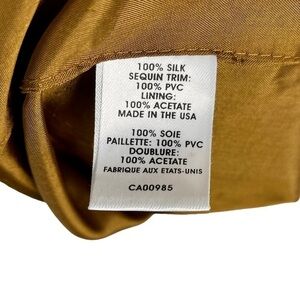 100% SILK
SEQUIN TRIM:
100% PVC
LINING:
100% ACETATE
MADE IN THE USA
100% SOIE
PAILLETTE: 100% PVC
DOUBLURE:
100% ACETATE
FABRIQUE AUX ETATS-UNIS
CA00985